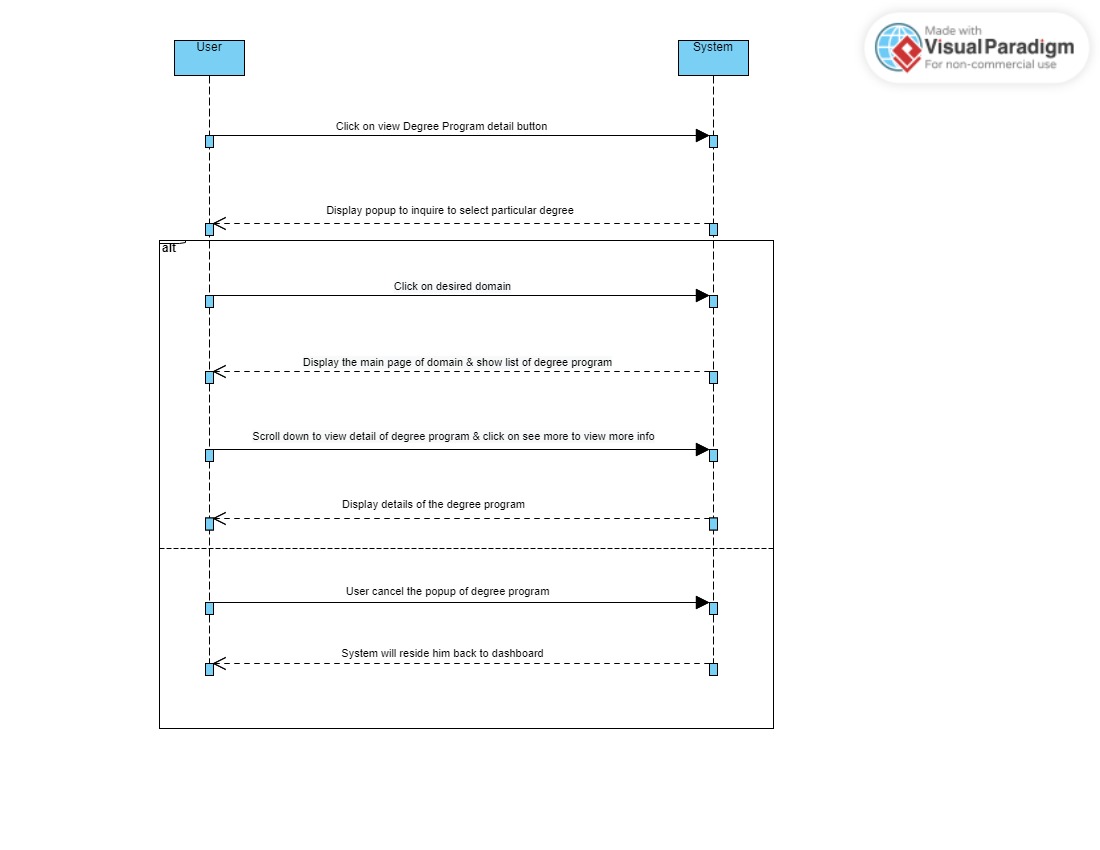 Made with
Visual Paradigm
For non-commercial use
User
System
Click on view Degree Program detail button
Display popup to inquire to select particular degree
alt
Click on desired domain
Display the main page of domain & show list of degree program
Scroll down to view detail of degree program & click on see more to view more info
Display details of the degree program
User cancel the popup of degree program
System will reside him back to dashboard